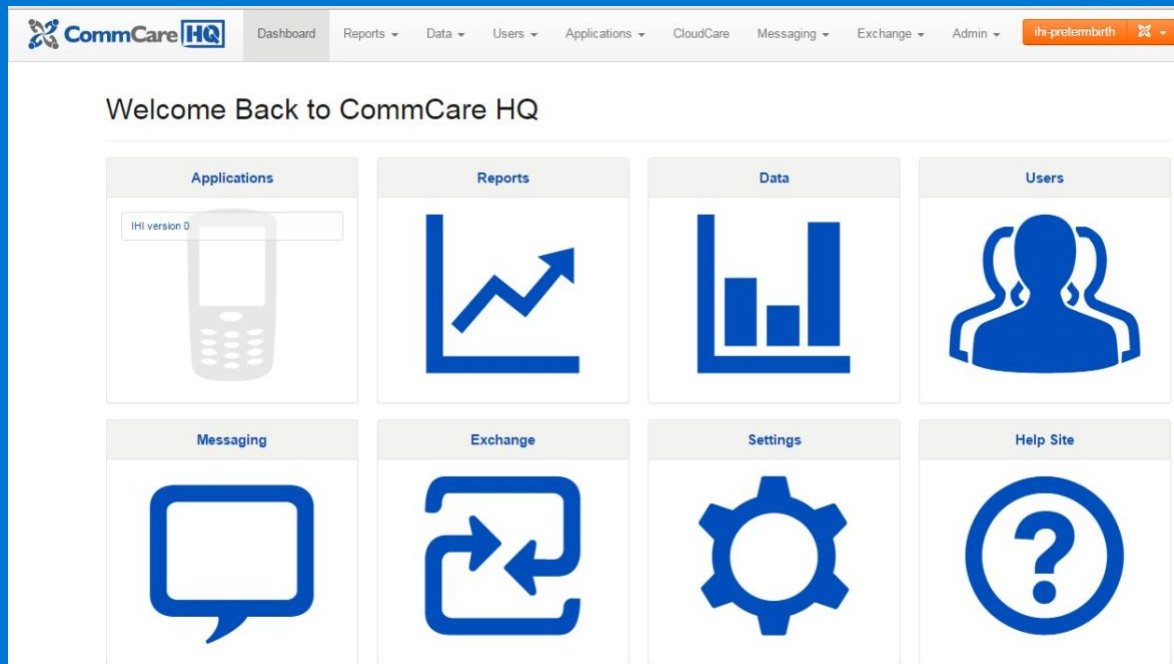 CommCare HQ Dashboard Reports Data Users Applications CloudCare Messaging Exchange Admin ihi-pretermbirth
Welcome Back to CommCare HQ
Applications Reports Data Users
IHI version 0
Messaging Exchange Settings Help Site
?